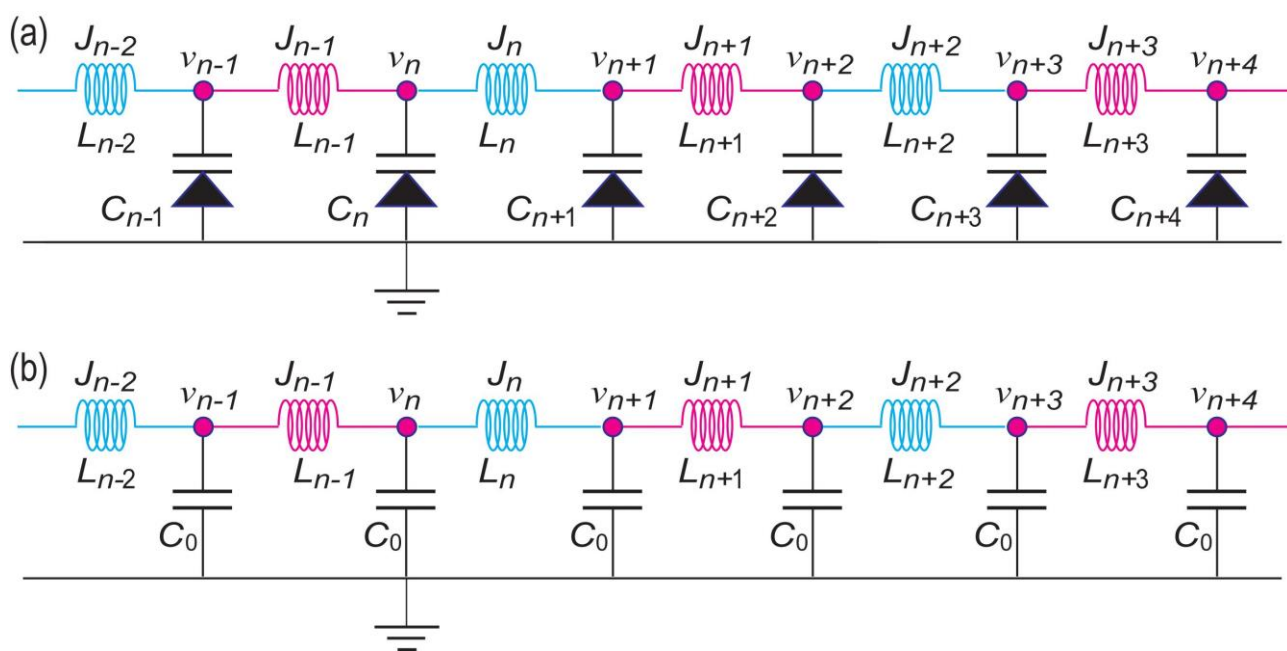 (a)
J_{n-2} v_{n-1} J_{n-1} v_n J_n v_{n+1} J_{n+1} v_{n+2} J_{n+2} v_{n+3} J_{n+3} v_{n+4}
L_{n-2} L_{n-1} L_n L_{n+1} L_{n+2} L_{n+3}
C_{n-1} C_n C_{n+1} C_{n+2} C_{n+3} C_{n+4}
(b)
J_{n-2} v_{n-1} J_{n-1} v_n J_n v_{n+1} J_{n+1} v_{n+2} J_{n+2} v_{n+3} J_{n+3} v_{n+4}
L_{n-2} L_{n-1} L_n L_{n+1} L_{n+2} L_{n+3}
C_0 C_0 C_0 C_0 C_0 C_0